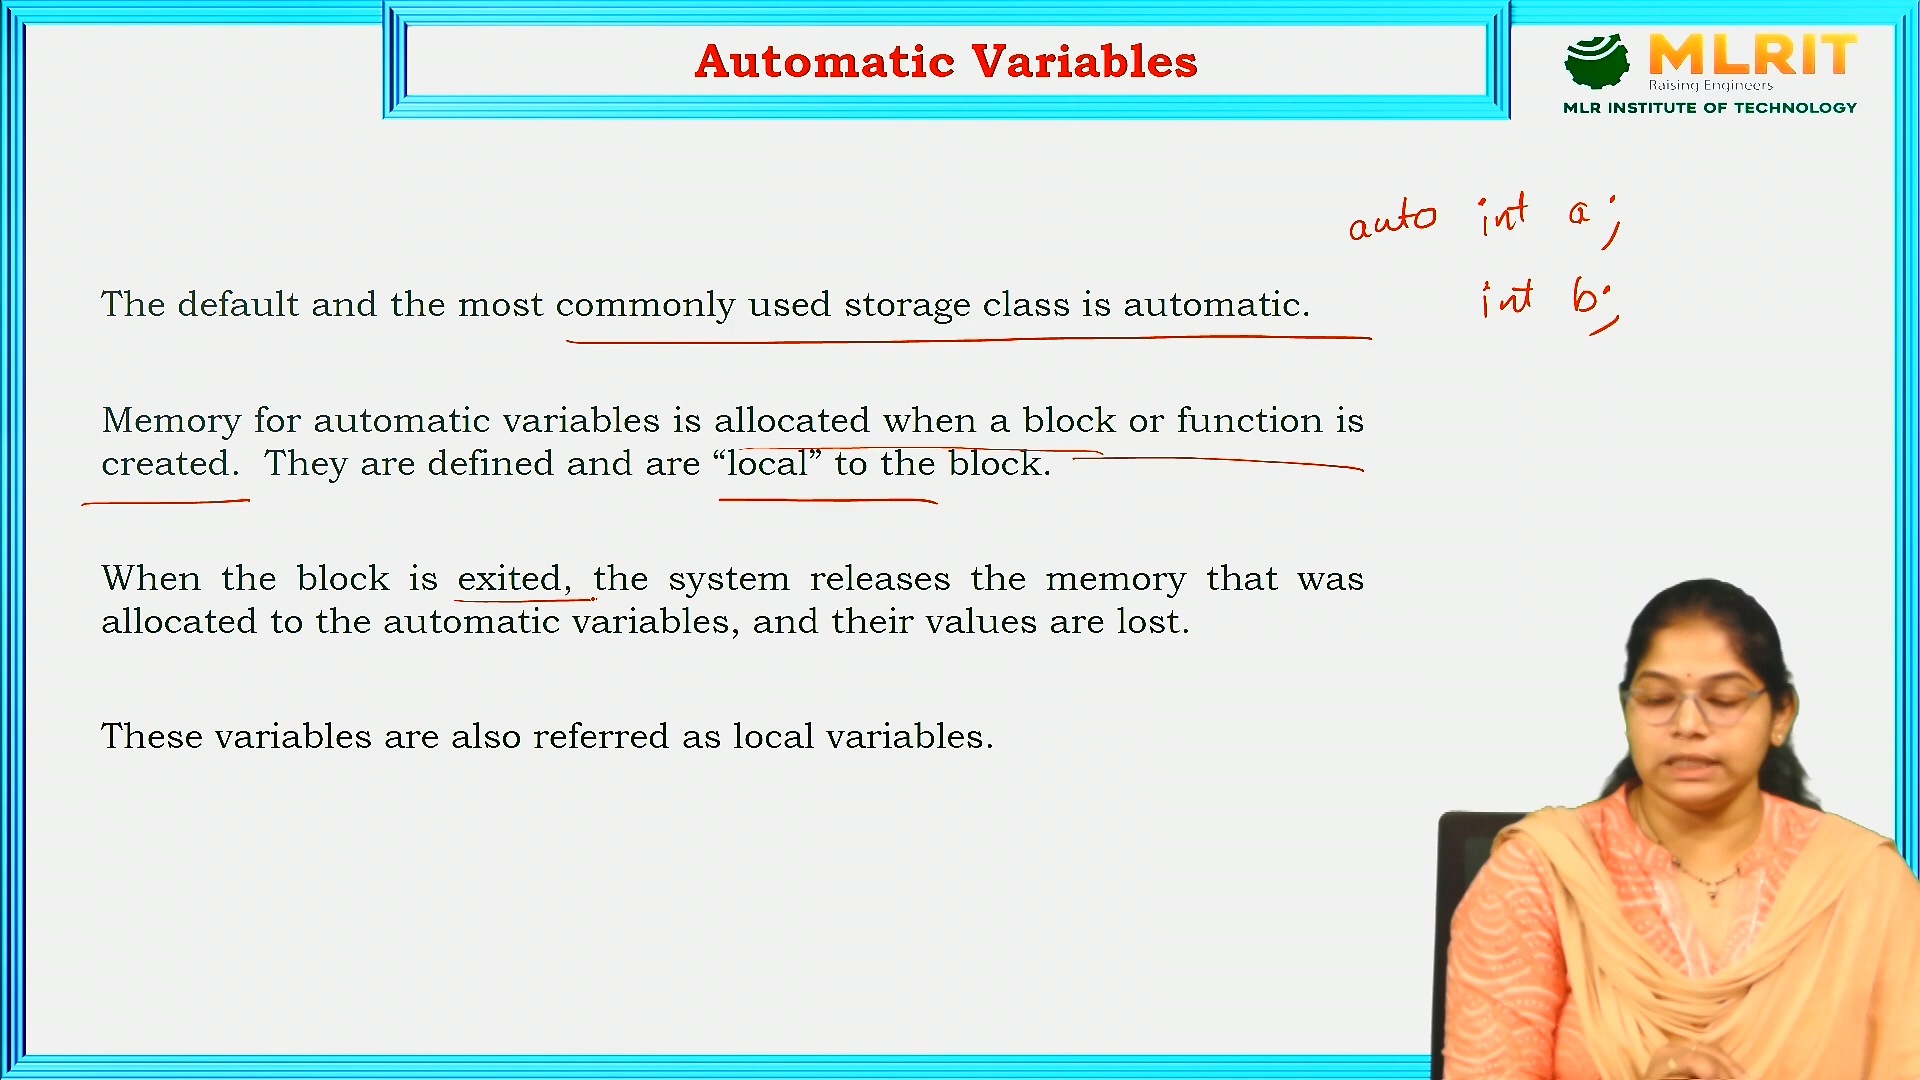 Automatic Variables
MLRIT
Raising Engineers
MLR INSTITUTE OF TECHNOLOGY
auto int a;
int b;
The default and the most commonly used storage class is automatic.
Memory for automatic variables is allocated when a block or function is
created. They are defined and are “local” to the block.
When the block is exited, the system releases the memory that was
allocated to the automatic variables, and their values are lost.
These variables are also referred as local variables.